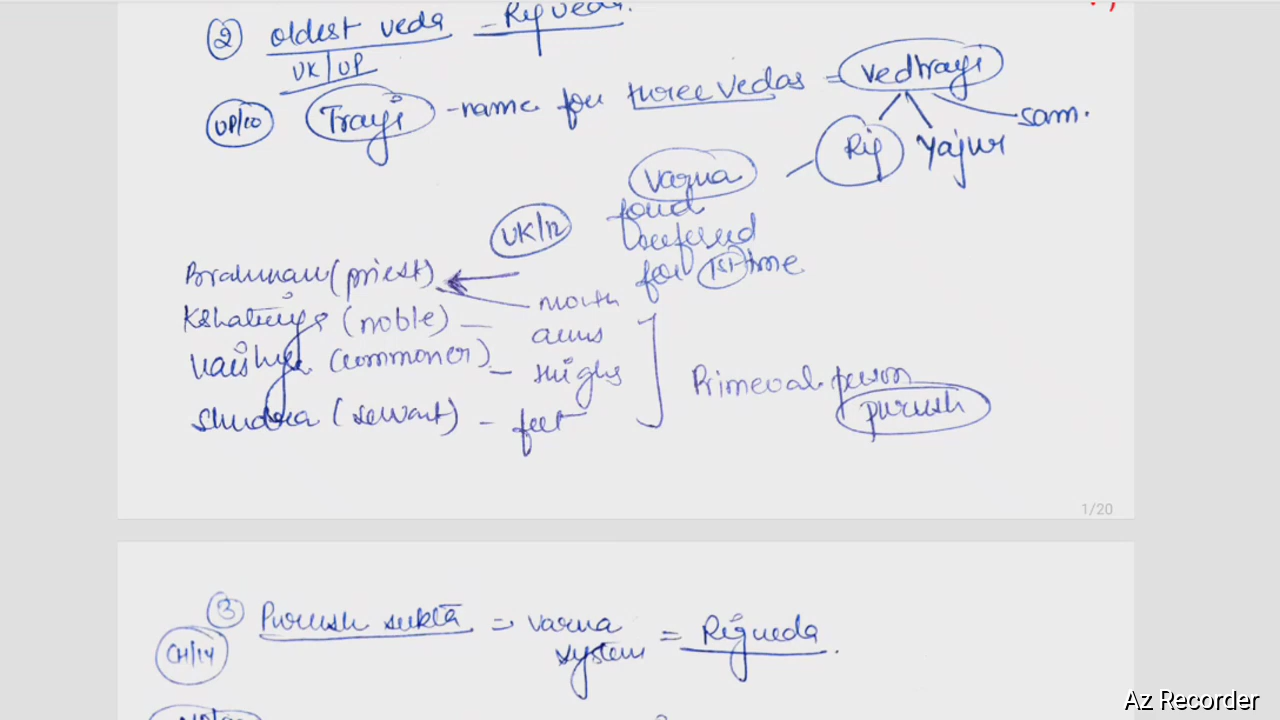 ② oldest veda – Rigveda.
UK/UP
UP/10 Trayi - name for three vedas = vedtrayi
Rig Yajur sam.
varna
found
UK/12 referred
for 1st time
Brahman (priest) mouth
Kshatriya (noble) — arms
Vaishya (commoner) – thighs
Shudra (servant) – feet
Primeval person
purush
1/20
③ Purush sukta = varna system = Rigveda.
CH/14
Az Recorder